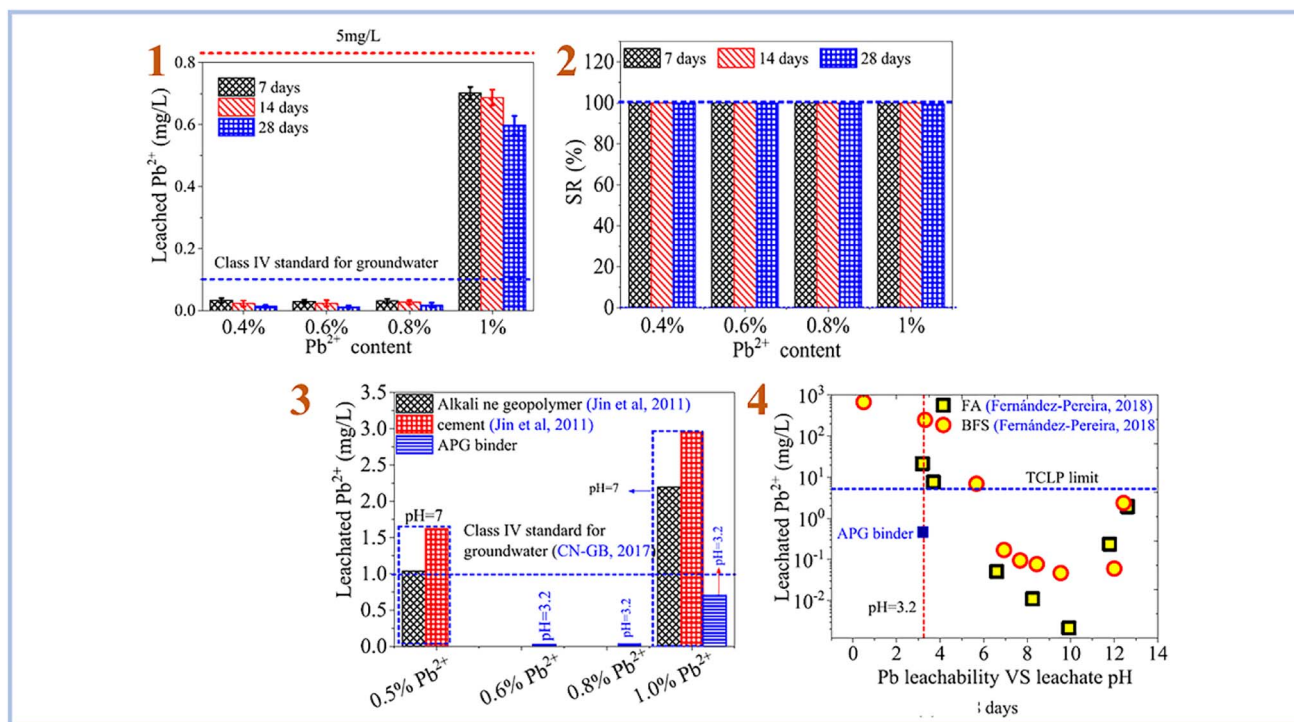 1
5mg/L
0.8
0.6
0.4
0.2
0.0
Leached Pb²⁺ (mg/L)
7 days
14 days
28 days
Class IV standard for groundwater
0.4% 0.6% 0.8% 1%
Pb²⁺ content
2
7 days 14 days 28 days
120
100
80
60
40
20
0
SR (%)
0.4% 0.6% 0.8% 1%
Pb²⁺ content
3
3.5
3.0
2.5
2.0
1.5
1.0
0.5
0.0
Leachated Pb²⁺ (mg/L)
Alkali ne geopolymer (Jin et al, 2011)
cement (Jin et al, 2011)
APG binder
pH=7
pH=7
Class IV standard for
groundwater (CN-GB, 2017)
pH=3.2
pH=3.2
pH=3.2
0.5% Pb²⁺ 0.6% Pb²⁺ 0.8% Pb²⁺ 1.0% Pb²⁺
4
10³
10²
10¹
10⁰
10⁻¹
10⁻²
Leachated Pb²⁺ (mg/L)
FA (Fernández-Pereira, 2018)
BFS (Fernández-Pereira, 2018
TCLP limit
APG binder
pH=3.2
0 2 4 6 8 10 12 14
Pb leachability VS leachate pH
days